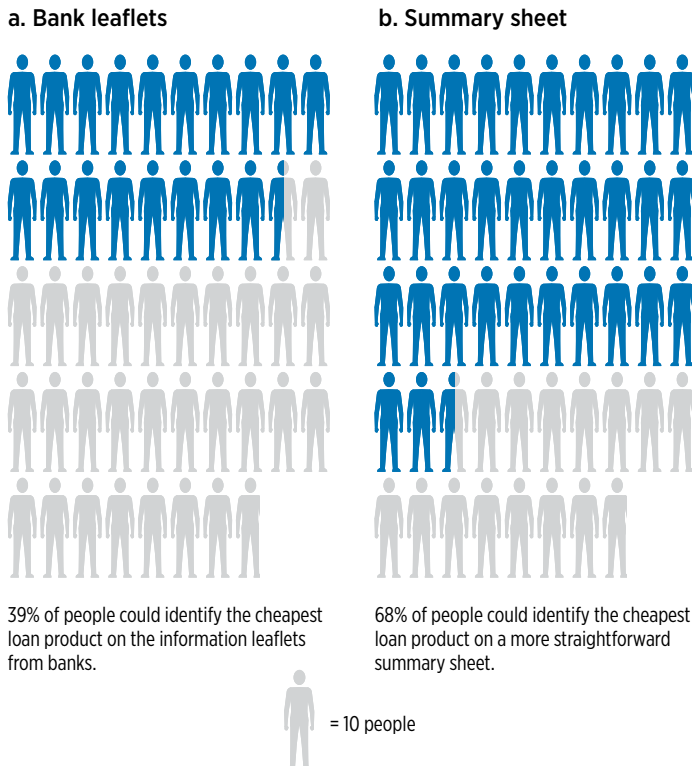 a. Bank leaflets
b. Summary sheet
39% of people could identify the cheapest
loan product on the information leaflets
from banks.
68% of people could identify the cheapest
loan product on a more straightforward
summary sheet.
= 10 people